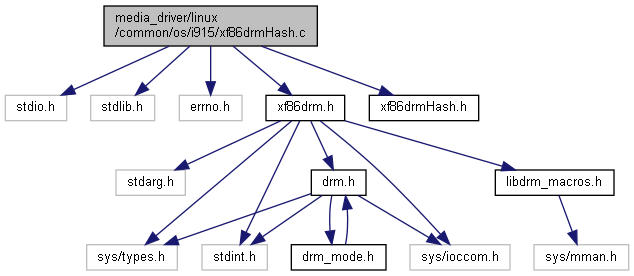 media_driver/linux
/common/os/i915/xf86drmHash.c
stdio.h
stdlib.h
errno.h
xf86drm.h
xf86drmHash.h
stdarg.h
drm.h
libdrm_macros.h
sys/types.h
stdint.h
drm_mode.h
sys/ioccom.h
sys/mman.h